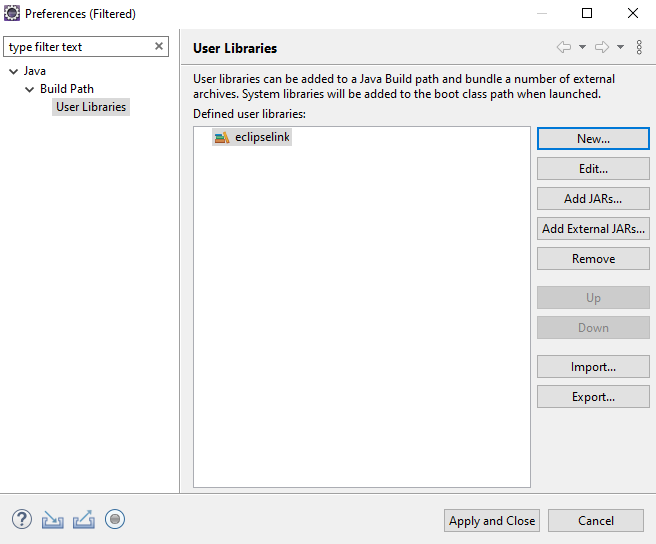 Preferences (Filtered)
type filter text
Java
Build Path
User Libraries
User Libraries
User libraries can be added to a Java Build path and bundle a number of external
archives. System libraries will be added to the boot class path when launched.
Defined user libraries:
eclipselink
New...
Edit...
Add JARs...
Add External JARs...
Remove
Up
Down
Import...
Export...
Apply and Close
Cancel